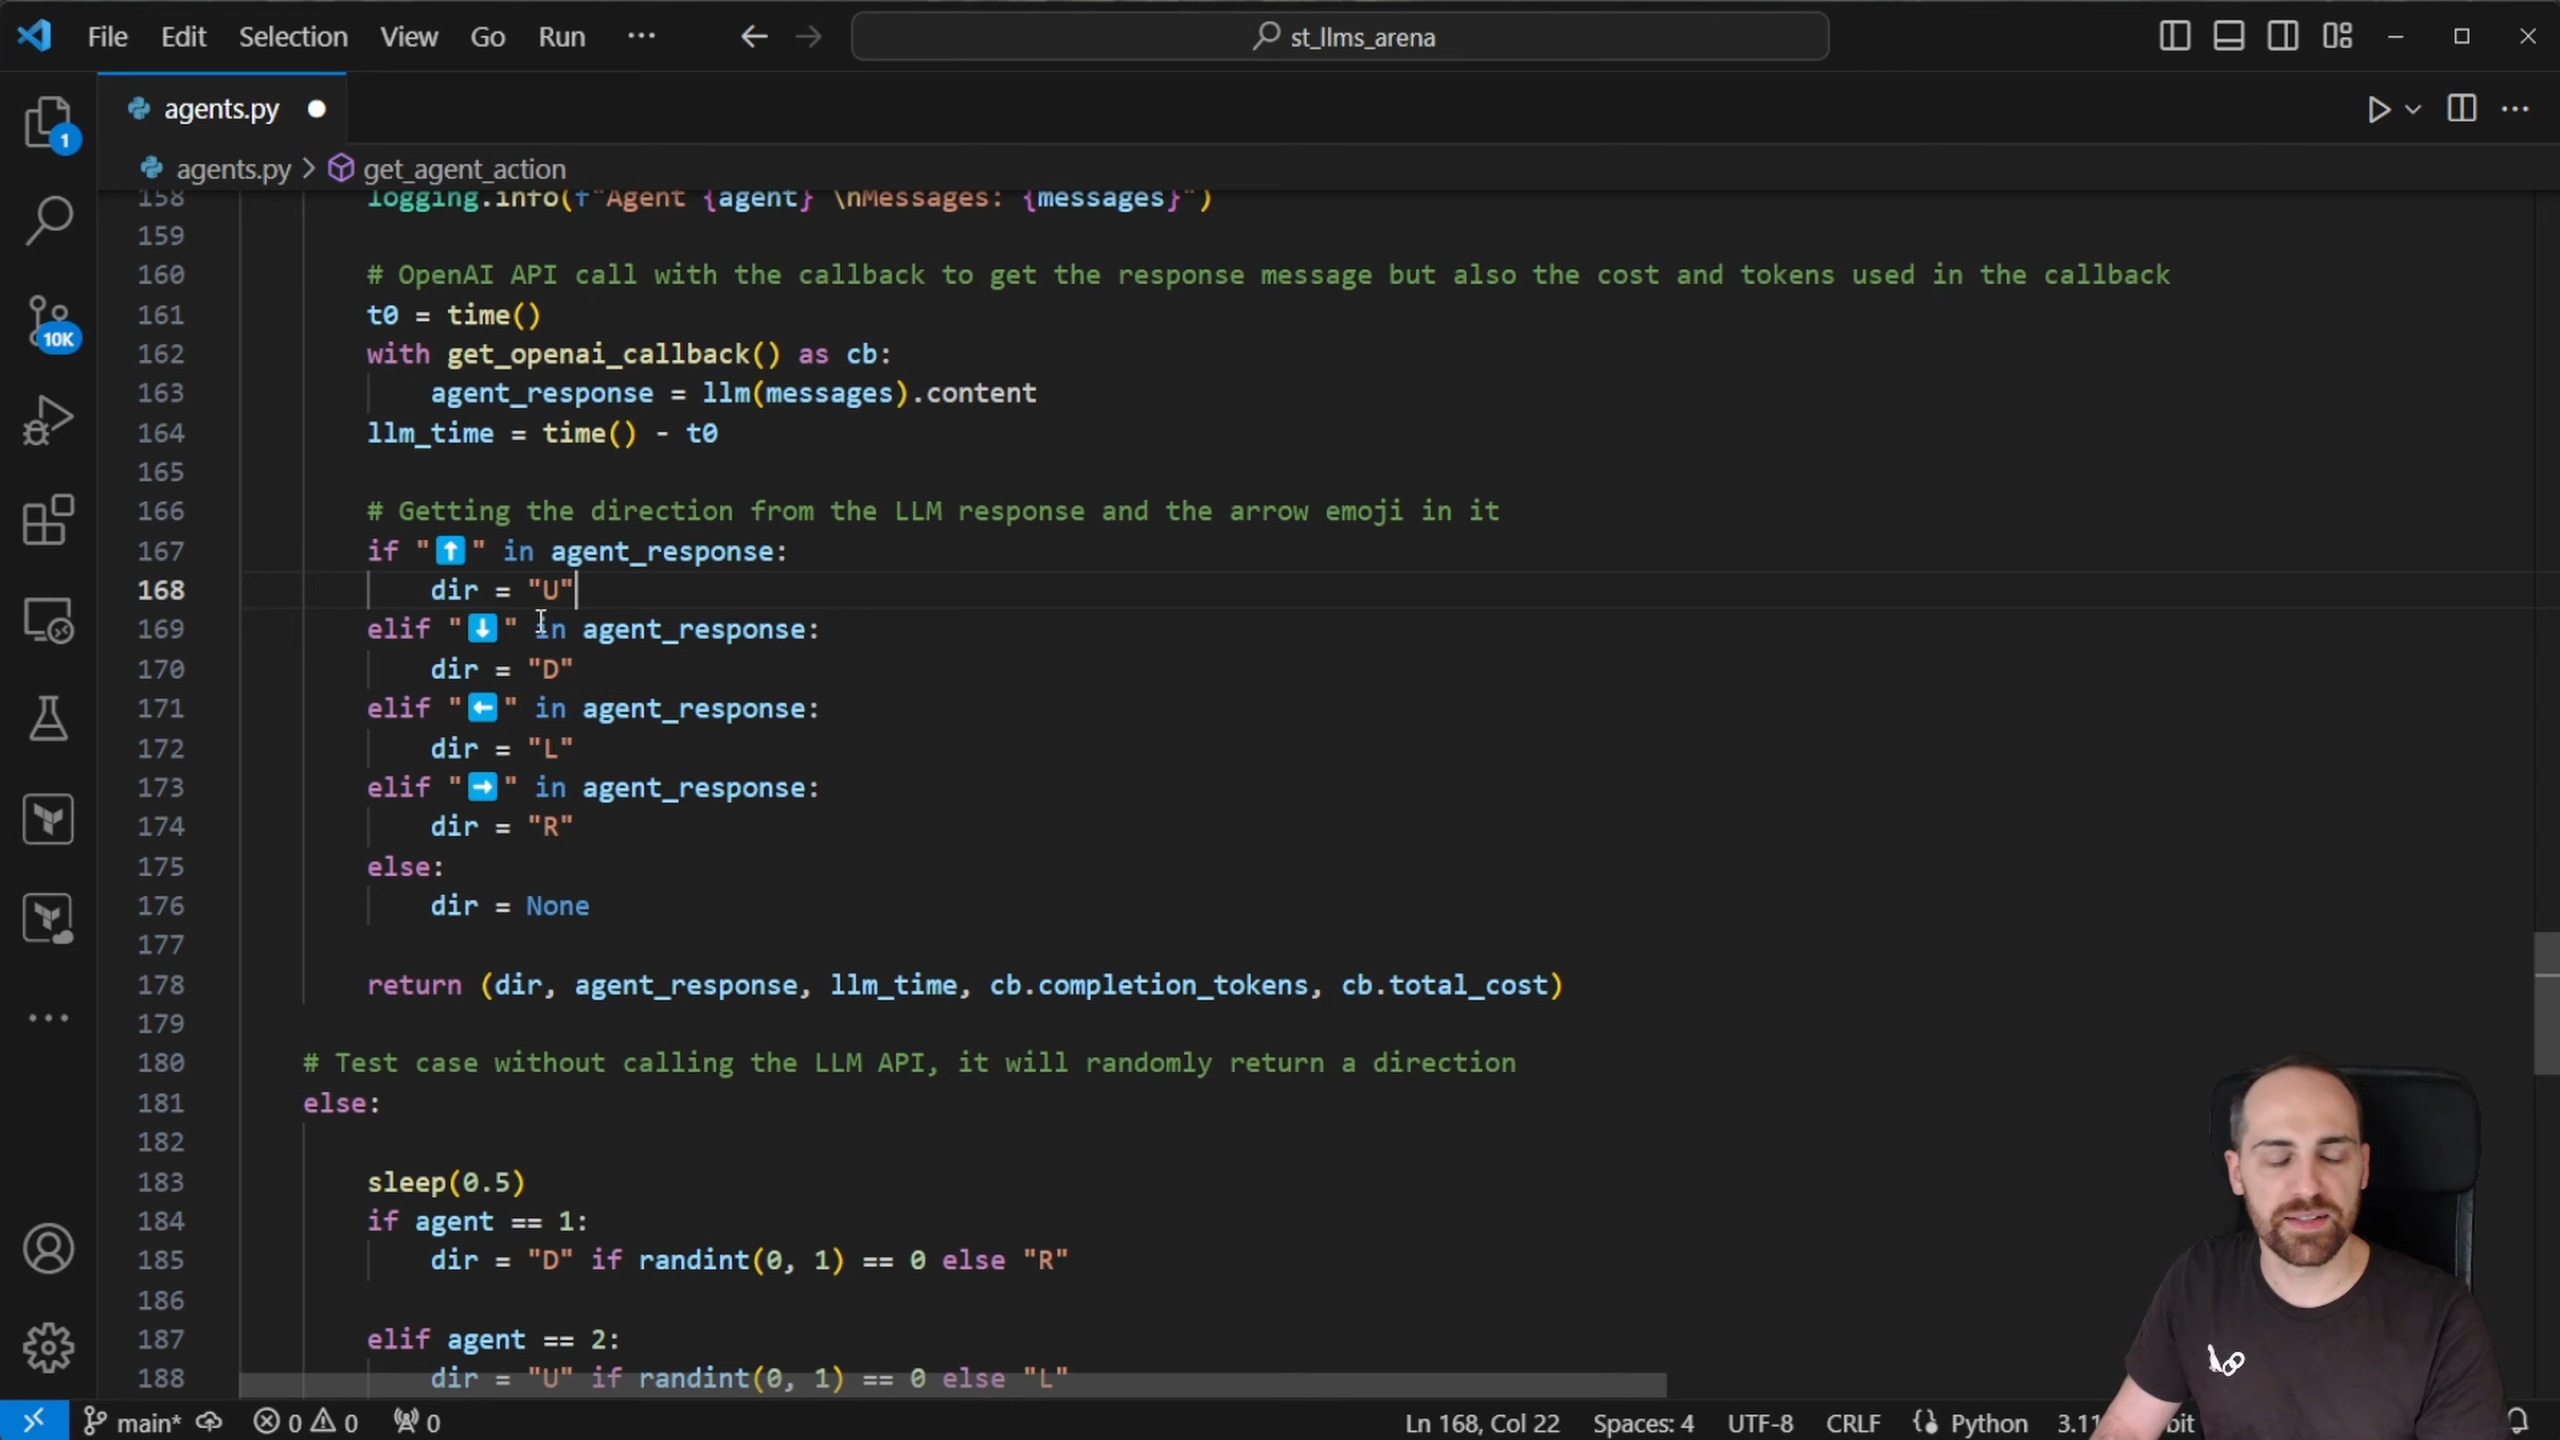 File Edit Selection View Go Run ... st_llms_arena
agents.py
1
agents.py > get_agent_action
158 logging.info(f"Agent {agent} \nMessages: {messages}")
159
160 # OpenAI API call with the callback to get the response message but also the cost and tokens used in the callback
161 t0 = time()
162 with get_openai_callback() as cb:
163 agent_response = llm(messages).content
10K
164 llm_time = time() - t0
165
166 # Getting the direction from the LLM response and the arrow emoji in it
167 if "⬆️" in agent_response:
168 dir = "U"
169 elif "⬇️" in agent_response:
170 dir = "D"
171 elif "⬅️" in agent_response:
172 dir = "L"
173 elif "➡️" in agent_response:
174 dir = "R"
175 else:
176 dir = None
177
178 return (dir, agent_response, llm_time, cb.completion_tokens, cb.total_cost)
179
180 # Test case without calling the LLM API, it will randomly return a direction
181 else:
182
183 sleep(0.5)
184 if agent == 1:
185 dir = "D" if randint(0, 1) == 0 else "R"
186
187 elif agent == 2:
188 dir = "U" if randint(0, 1) == 0 else "L"
main* 0 0 0 Ln 168, Col 22 Spaces: 4 UTF-8 CRLF Python